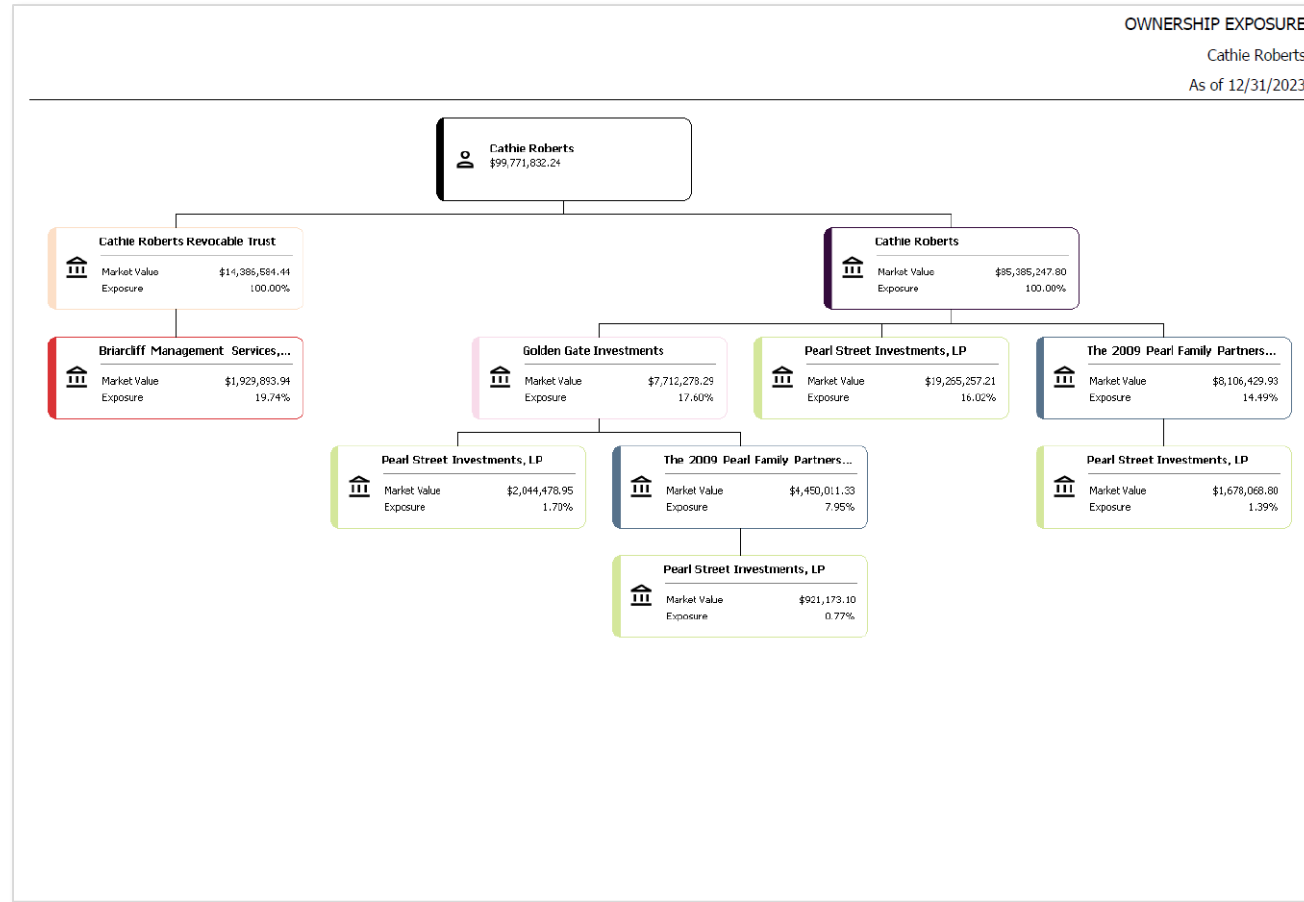 OWNERSHIP EXPOSURE
Cathie Roberts
As of 12/31/2023
Cathie Roberts
$99,771,832.24
Cathie Roberts Revocable Trust
Market Value $14,386,584.44
Exposure 100.00%
Cathie Roberts
Market Value $85,385,247.80
Exposure 100.00%
Briarcliff Management Services,...
Market Value $1,929,893.94
Exposure 19.74%
Golden Gate Investments
Market Value $7,712,278.29
Exposure 17.60%
Pearl Street Investments, LP
Market Value $19,265,257.21
Exposure 16.02%
The 2009 Pearl Family Partners...
Market Value $8,106,429.93
Exposure 14.49%
Pearl Street Investments, LP
Market Value $2,044,478.95
Exposure 1.70%
The 2009 Pearl Family Partners...
Market Value $4,450,011.33
Exposure 7.95%
Pearl Street Investments, LP
Market Value $1,678,068.80
Exposure 1.39%
Pearl Street Investments, LP
Market Value $921,173.10
Exposure 0.77%